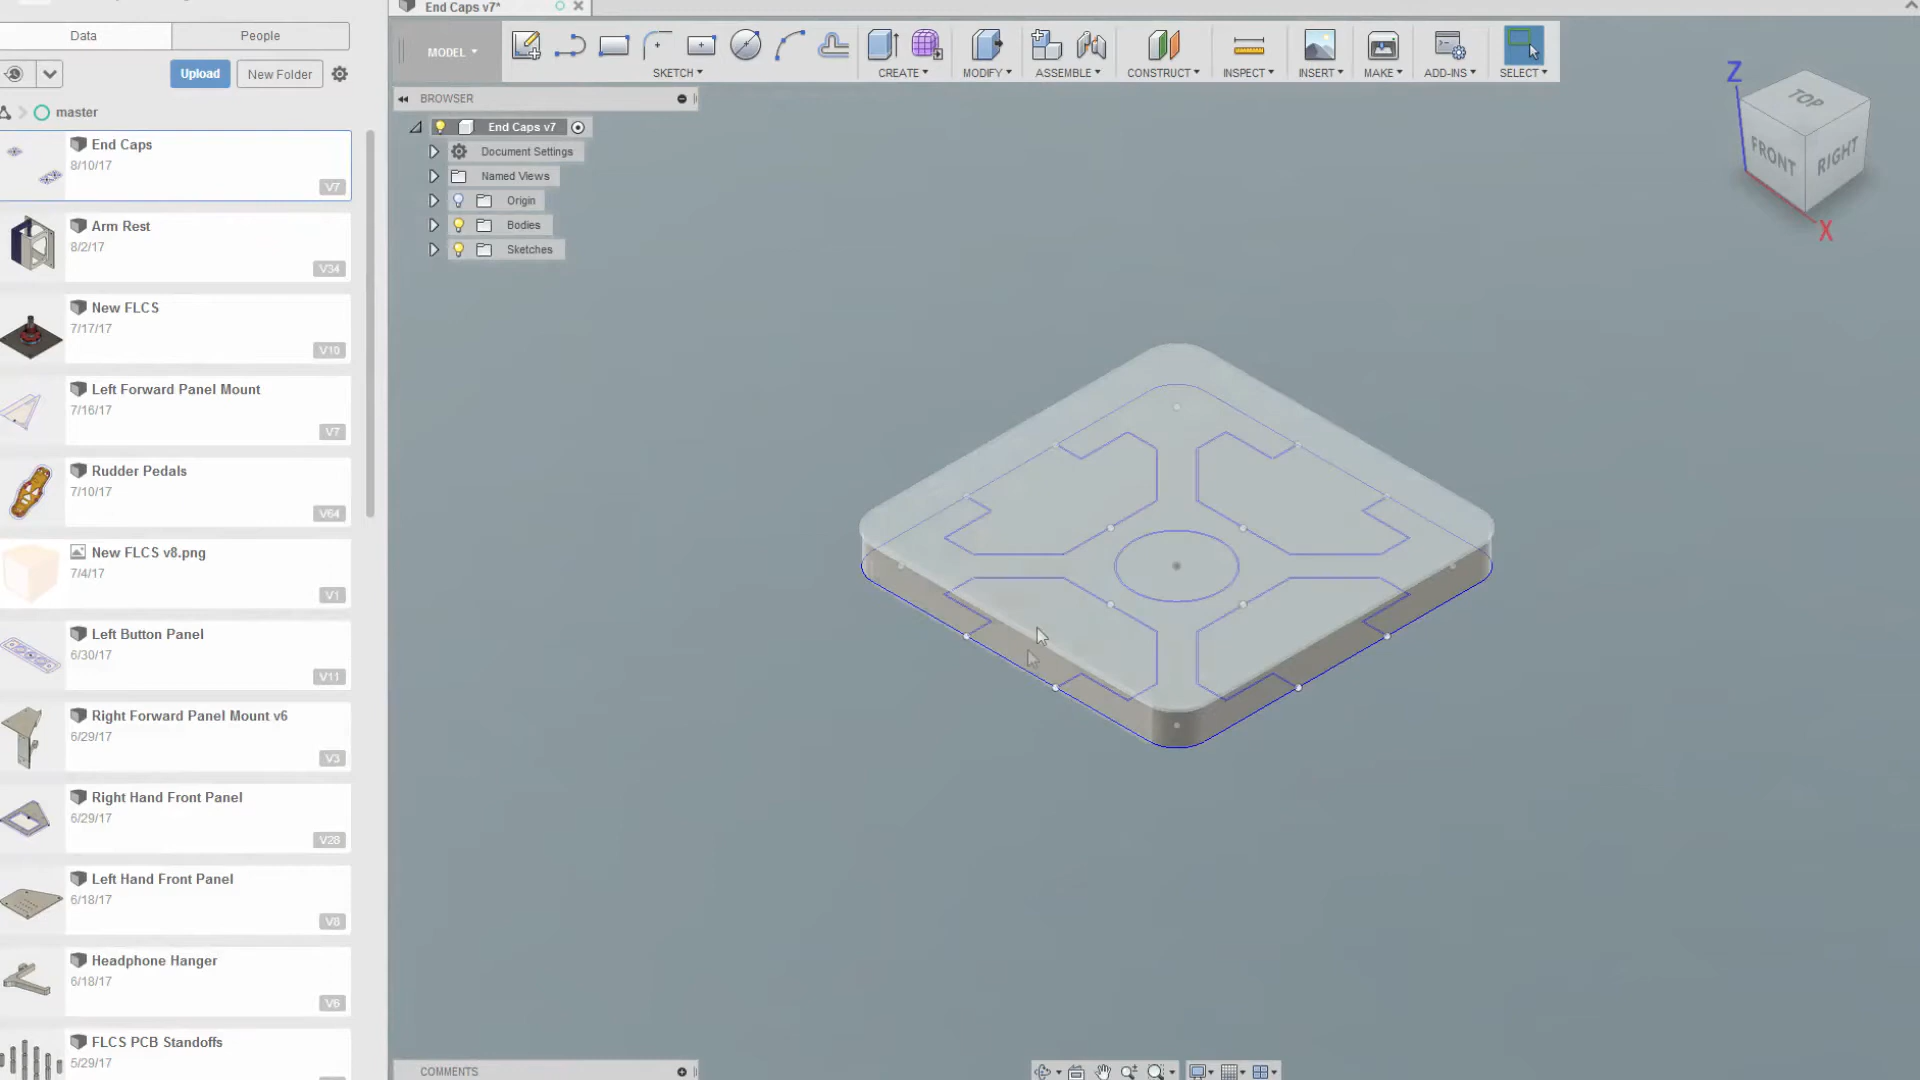 End Caps v7*
Data
People
MODEL
SKETCH
CREATE
MODIFY
ASSEMBLE
CONSTRUCT
INSPECT
INSERT
MAKE
ADD-INS
SELECT
Upload
New Folder
BROWSER
master
End Caps v7
Document Settings
Named Views
Origin
Bodies
Sketches
End Caps
8/10/17
V7
Arm Rest
8/2/17
V34
New FLCS
7/17/17
V10
Left Forward Panel Mount
7/16/17
V7
Rudder Pedals
7/10/17
V64
New FLCS v8.png
7/4/17
V1
Left Button Panel
6/30/17
V11
Right Forward Panel Mount v6
6/29/17
V3
Right Hand Front Panel
6/29/17
V28
Left Hand Front Panel
6/18/17
V8
Headphone Hanger
6/18/17
V6
FLCS PCB Standoffs
5/29/17
Z
TOP
FRONT
RIGHT
X
COMMENTS